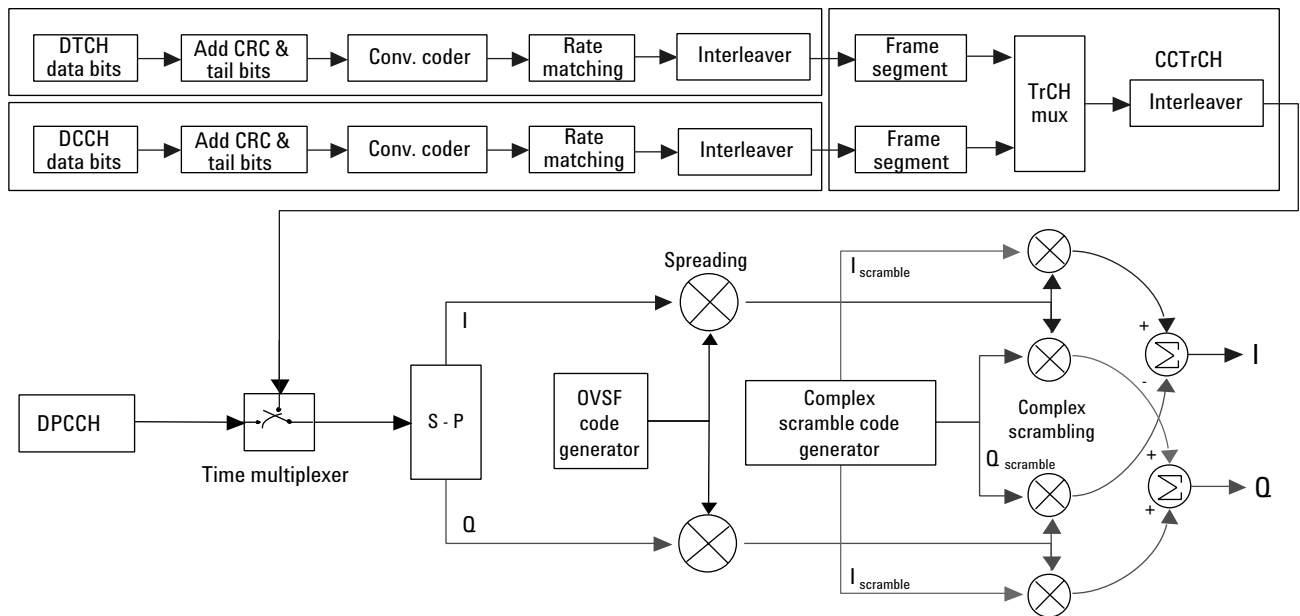 DTCH
data bits
Add CRC &
tail bits
Conv. coder
Rate
matching
Interleaver
Frame
segment
TrCH
mux
CCTrCH
Interleaver
DCCH
data bits
Add CRC &
tail bits
Conv. coder
Rate
matching
Interleaver
Frame
segment
DPCCH
Time multiplexer
S - P
I
Q
Spreading
OVSF
code
generator
I scramble
Complex
scramble code
generator
Q scramble
I scramble
Complex
scrambling
+
Σ
-
I
+
Σ
+
Q